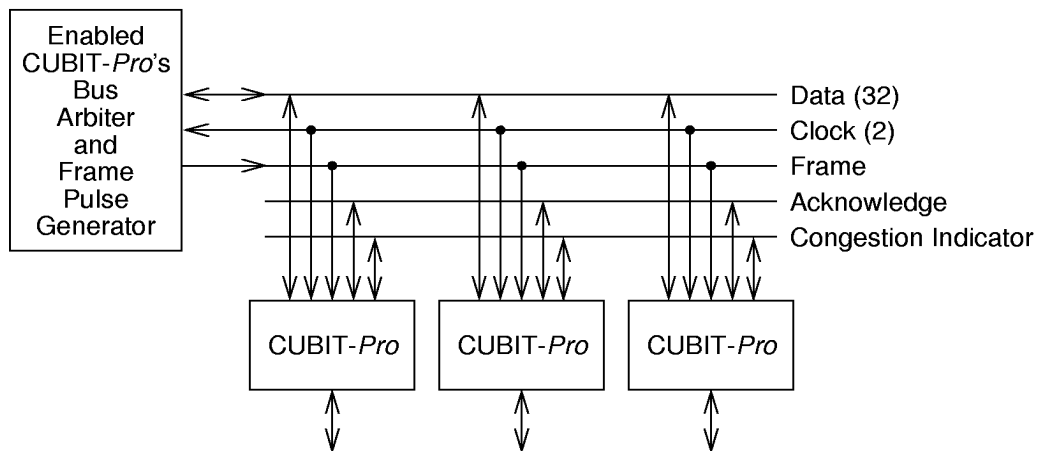 Enabled
CUBIT-Pro's
Bus
Arbiter
and
Frame
Pulse
Generator
Data (32)
Clock (2)
Frame
Acknowledge
Congestion Indicator
CUBIT-Pro
CUBIT-Pro
CUBIT-Pro